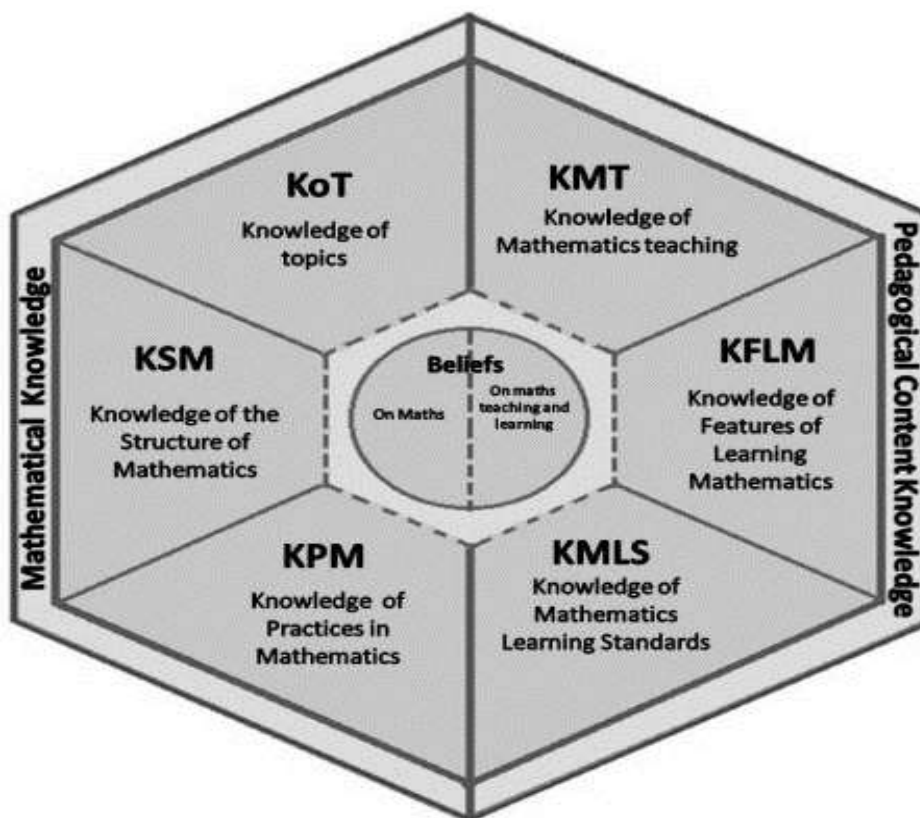 KoT
Knowledge of
topics
KMT
Knowledge of
Mathematics teaching
Mathematical Knowledge
KSM
Knowledge of the
Structure of
Mathematics
Beliefs
On Maths
On maths
teaching and
learning
KFLM
Knowledge of
Features of
Learning
Mathematics
Pedagogical Content Knowledge
KPM
Knowledge of
Practices in
Mathematics
KMLS
Knowledge of
Mathematics
Learning Standards